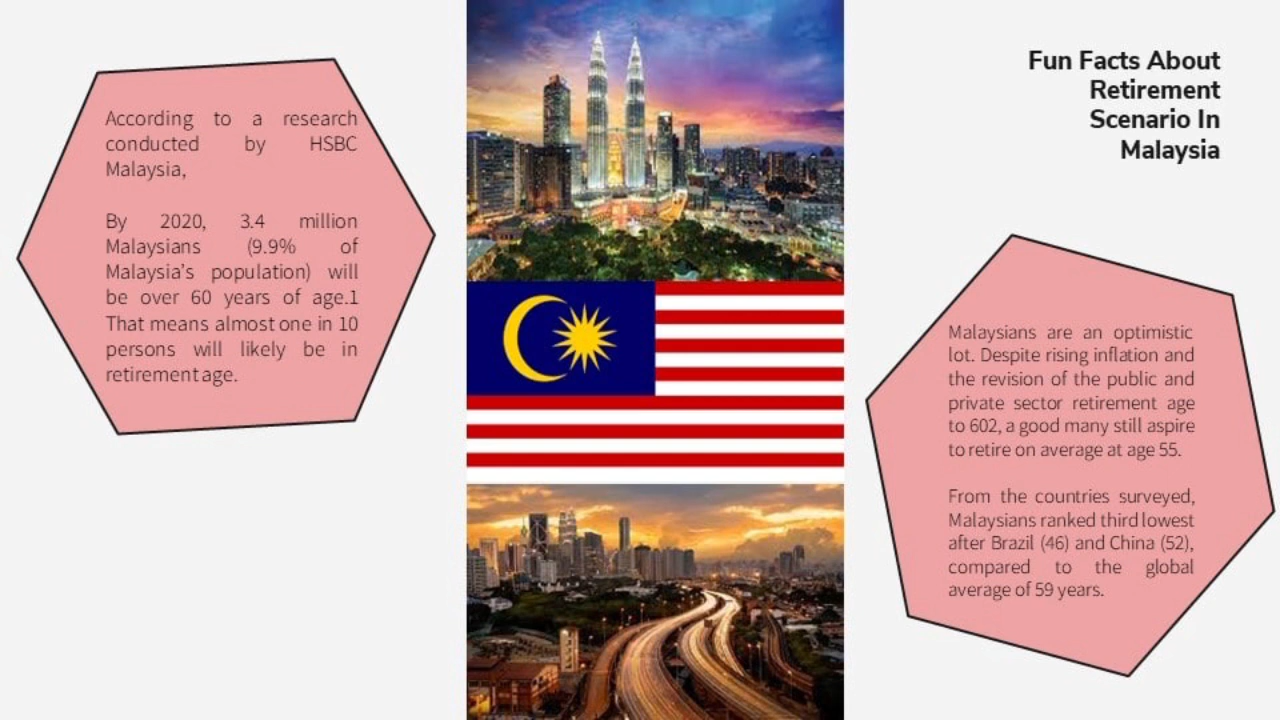 Fun Facts About
Retirement
Scenario In
Malaysia
According to a research
conducted by HSBC
Malaysia,
By 2020, 3.4 million
Malaysians (9.9% of
Malaysia's population) will
be over 60 years of age.1
That means almost one in 10
persons will likely be in
retirement age.
Malaysians are an optimistic
lot. Despite rising inflation and
the revision of the public and
private sector retirement age
to 602, a good many still aspire
to retire on average at age 55.
From the countries surveyed,
Malaysians ranked third lowest
after Brazil (46) and China (52),
compared to the global
average of 59 years.